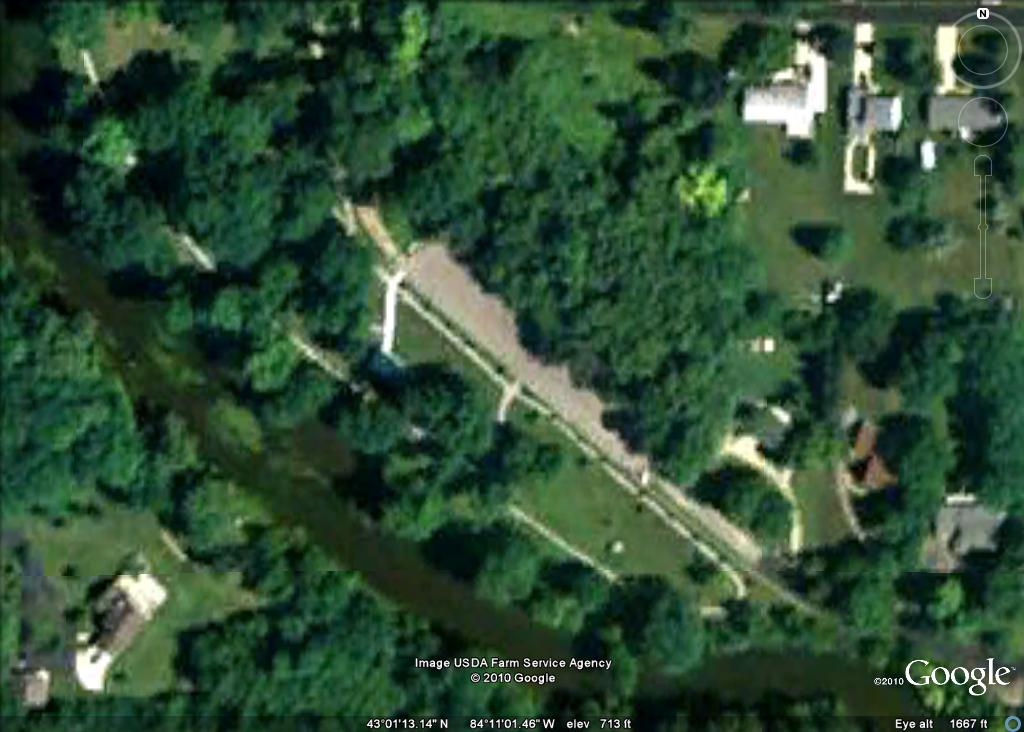 N
Image USDA Farm Service Agency
© 2010 Google
©2010 Google™
43°01'13.14" N 84°11'01.46" W elev 713 ft Eye alt 1667 ft